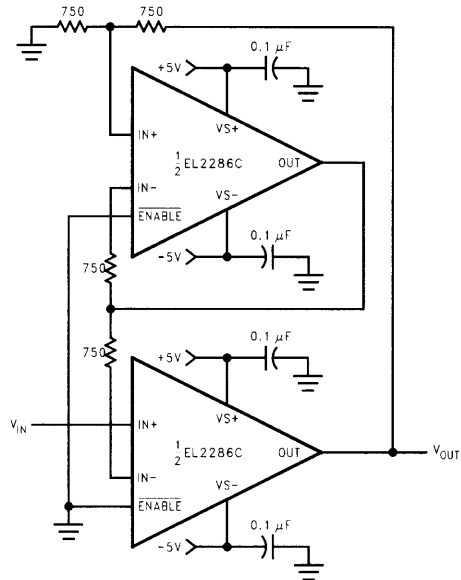 750
750
0.1 μF
+5V
VS+
IN+
1/2 EL2286C
OUT
IN-
VS-
ENABLE
0.1 μF
-5V
750
750
0.1 μF
+5V
VS+
VIN
IN+
1/2 EL2286C
OUT
VOUT
IN-
VS-
ENABLE
0.1 μF
-5V